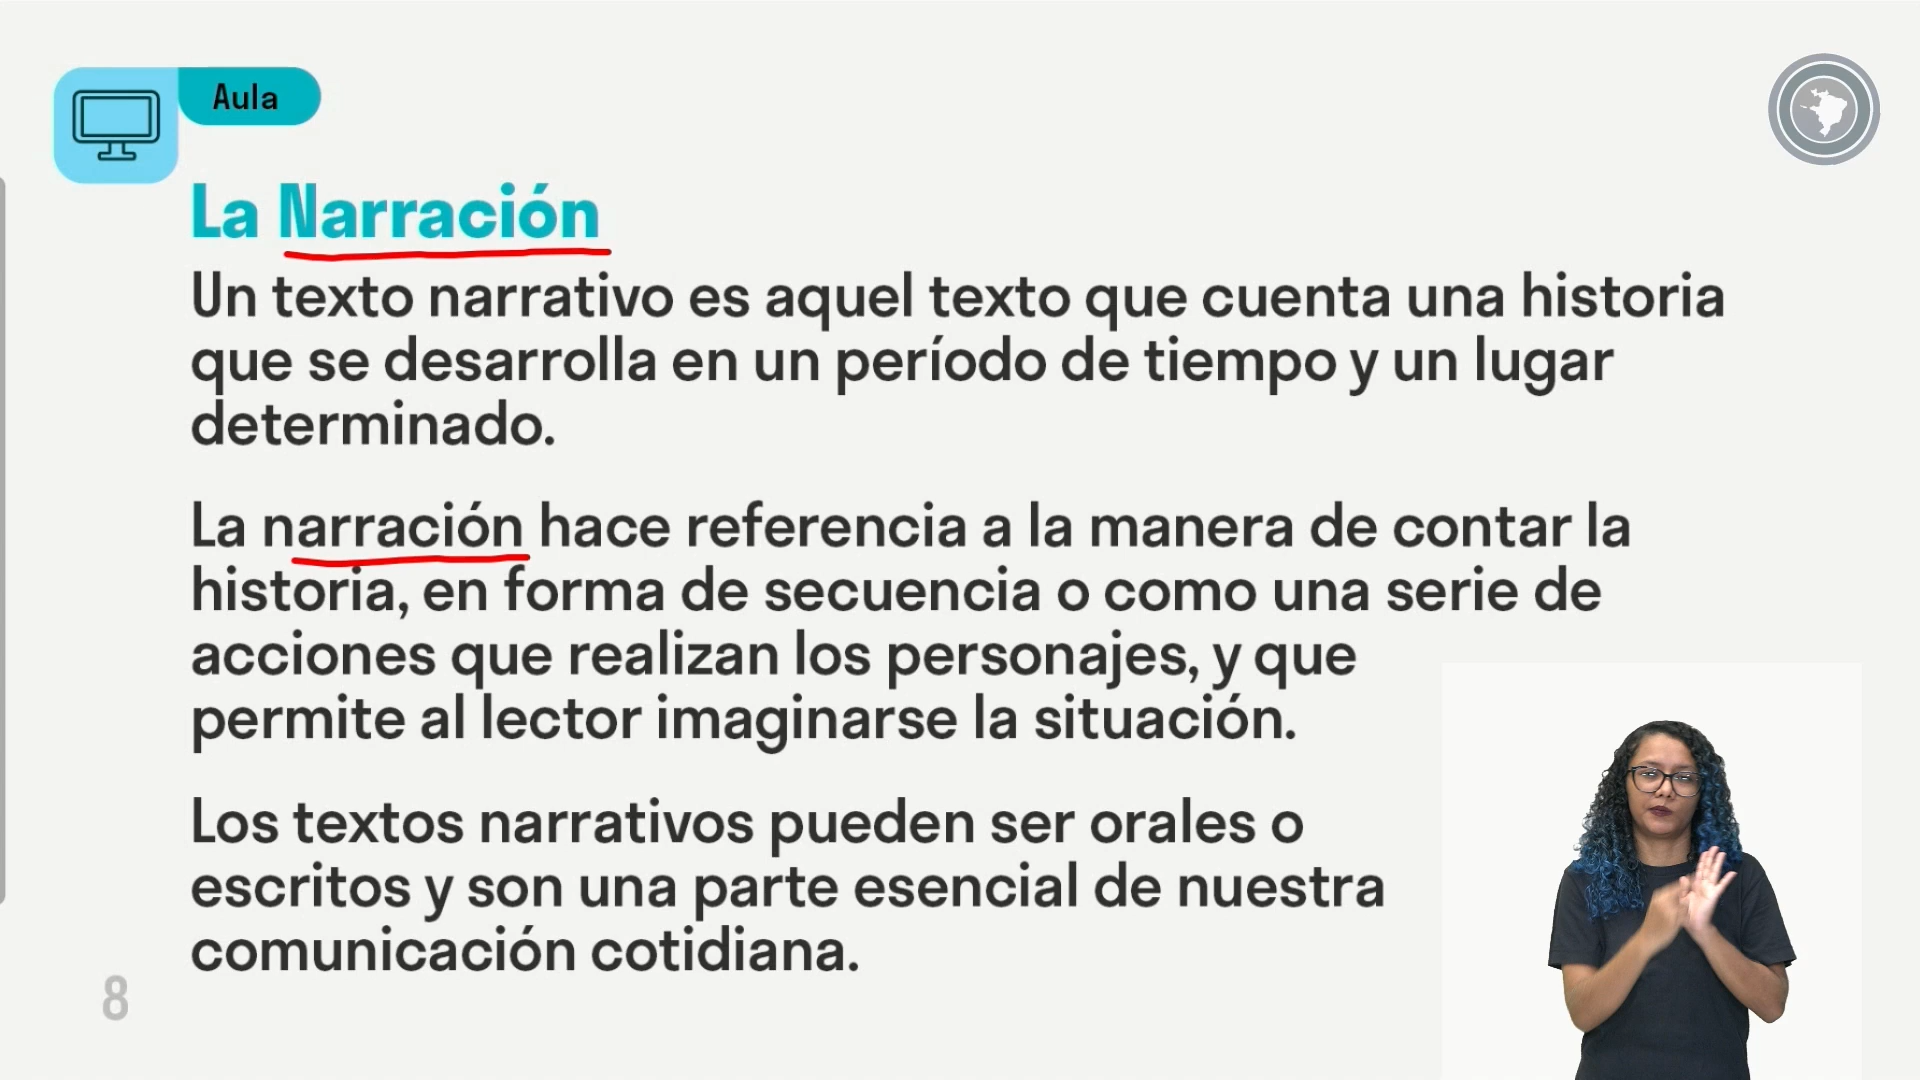 Aula
La Narración
Un texto narrativo es aquel texto que cuenta una historia
que se desarrolla en un período de tiempo y un lugar
determinado.
La narración hace referencia a la manera de contar la
historia, en forma de secuencia o como una serie de
acciones que realizan los personajes, y que
permite al lector imaginarse la situación.
Los textos narrativos pueden ser orales o
escritos y son una parte esencial de nuestra
comunicación cotidiana.
8